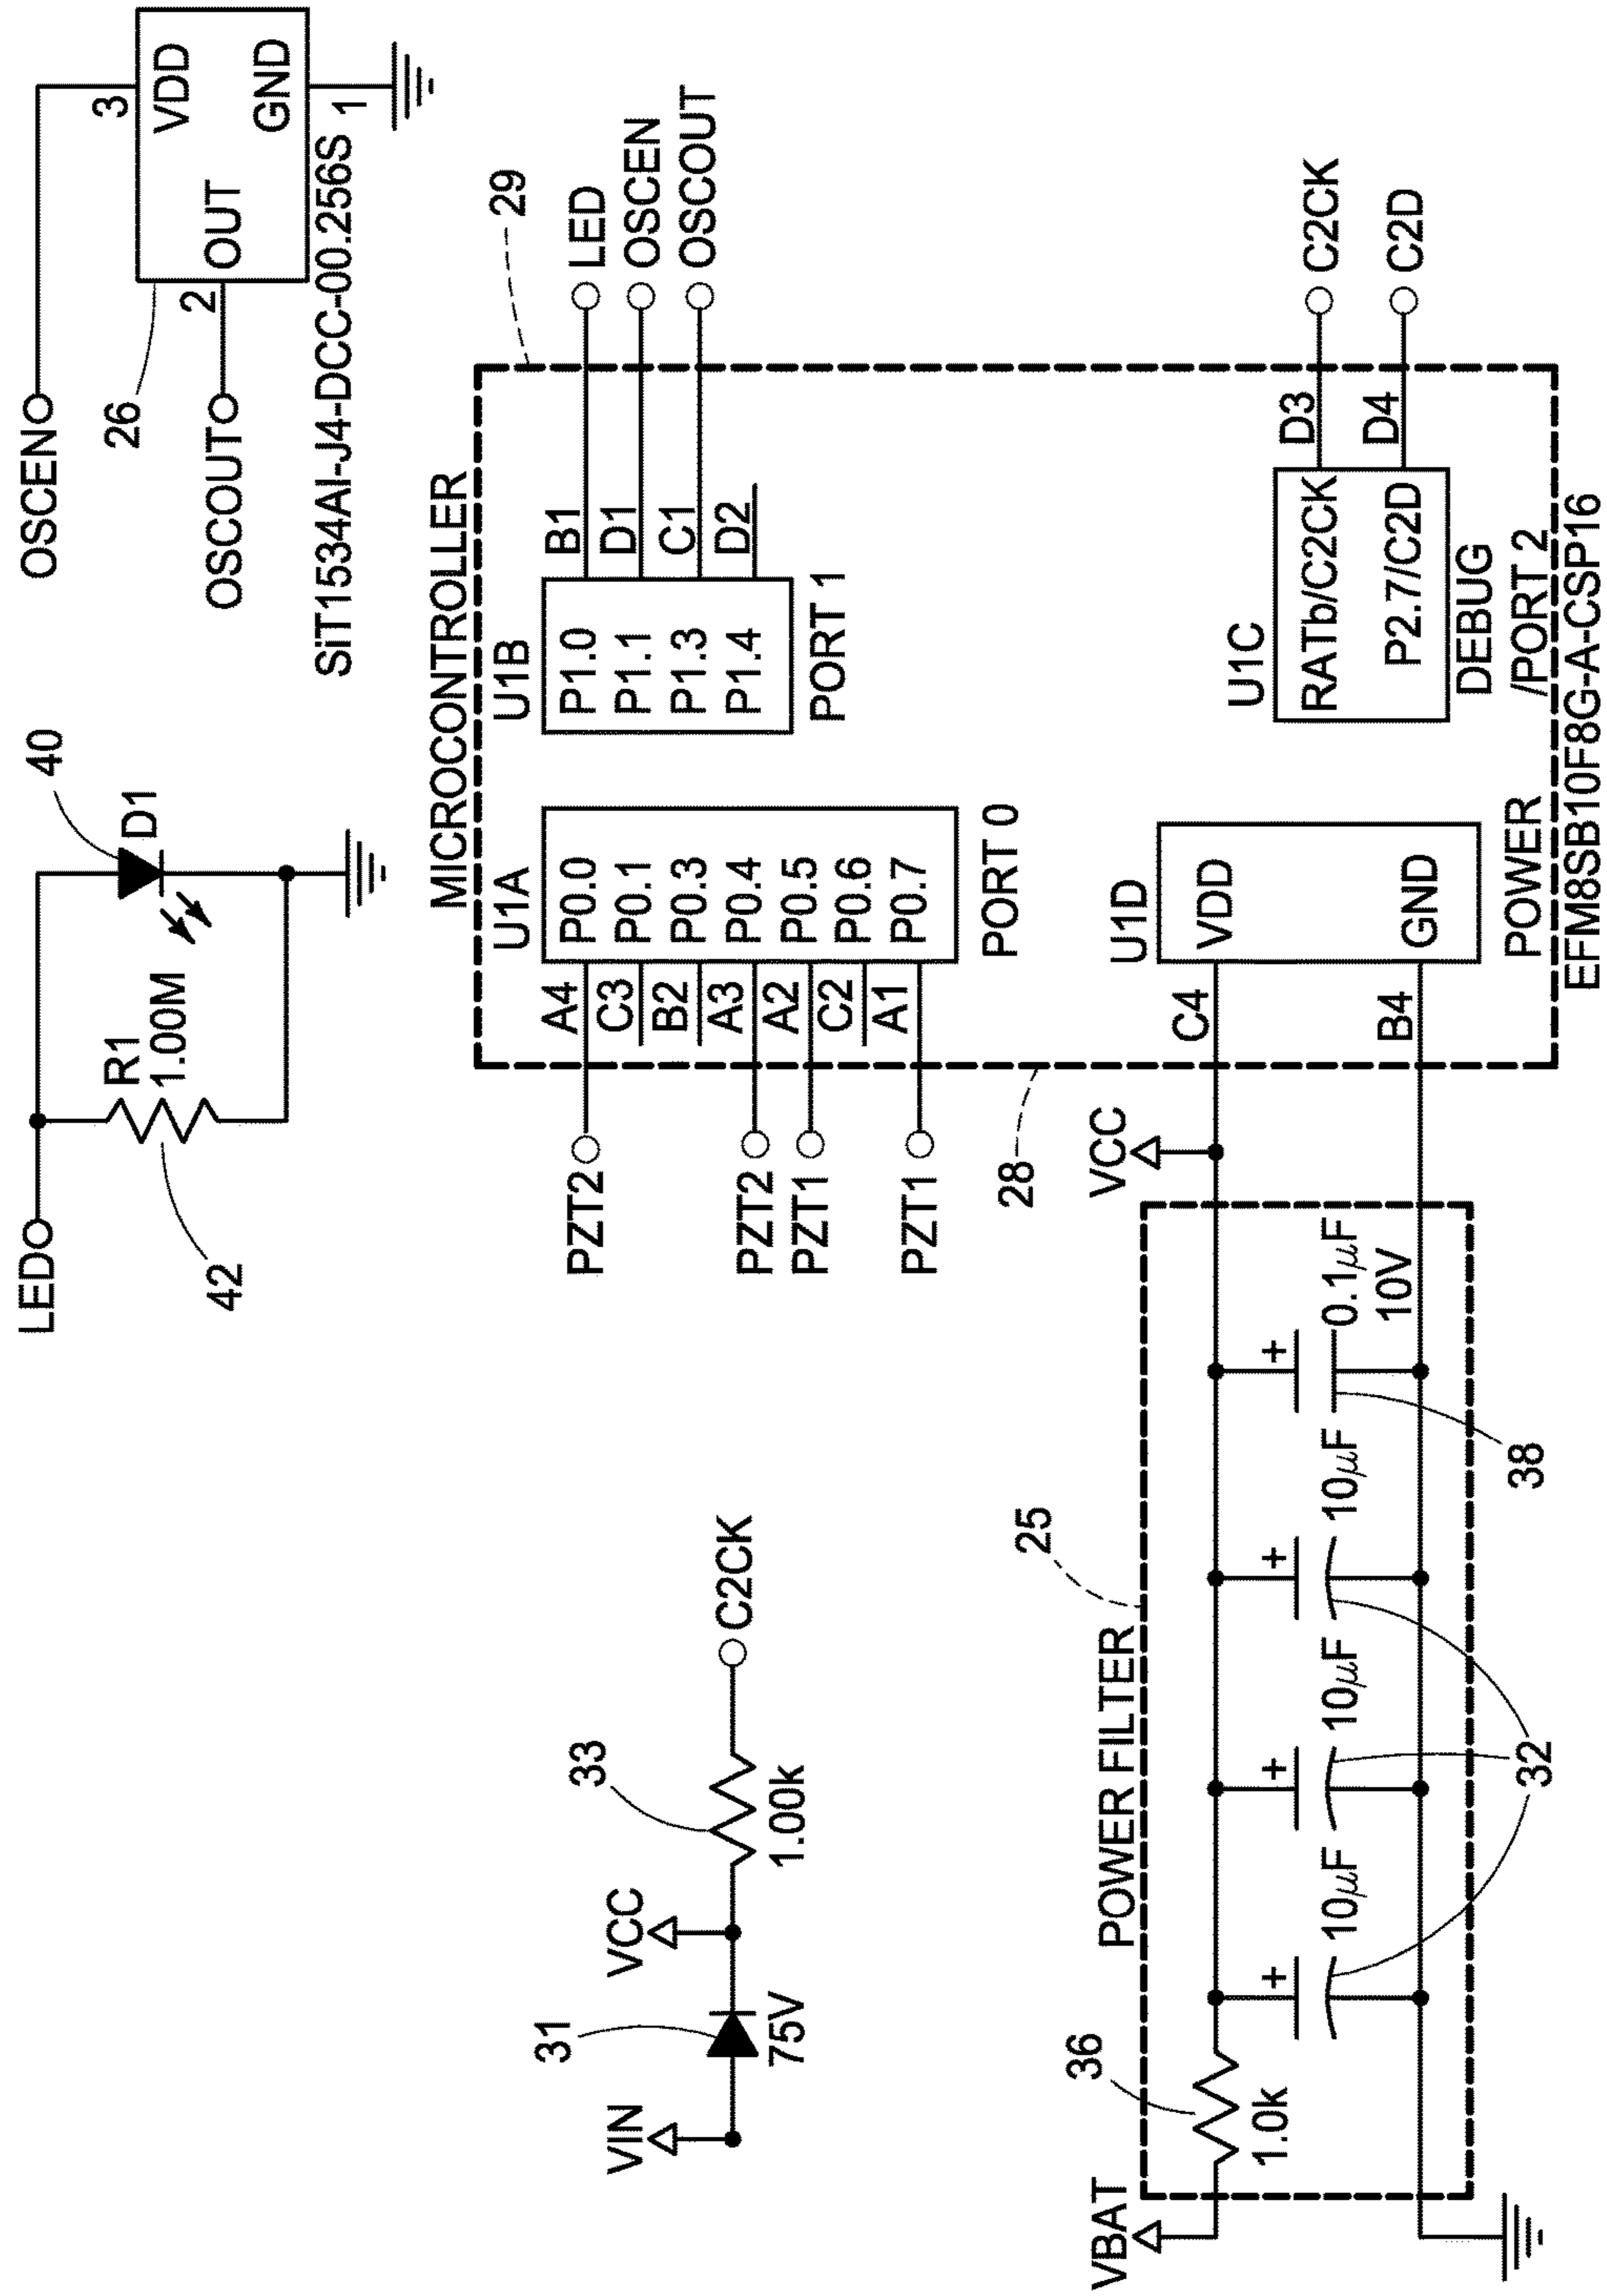 LED
42
R1
1.00M
40
D1
OSCEN
26
OSCOUT
3
VDD
2
OUT
GND
1
SiT1534AI-J4-DCC-00.256S
VIN
31
75V
VCC
33
1.00k
C2CK
MICROCONTROLLER
29
28
U1A
PZT2
A4
P0.0
C3
P0.1
B2
P0.3
PZT2
A3
P0.4
PZT1
A2
P0.5
C2
P0.6
PZT1
A1
P0.7
PORT 0
U1B
P1.0
B1
LED
P1.1
D1
OSCEN
P1.3
C1
OSCOUT
P1.4
D2
PORT 1
VBAT
POWER FILTER
25
36
1.0k
+
10μF
+
10μF
+
10μF
+
0.1μF
10V
32
38
VCC
U1D
C4
VDD
B4
GND
POWER
U1C
RATb/C2CK
D3
C2CK
P2.7/C2D
D4
C2D
DEBUG
/PORT 2
EFM8SB10F8G-A-CSP16